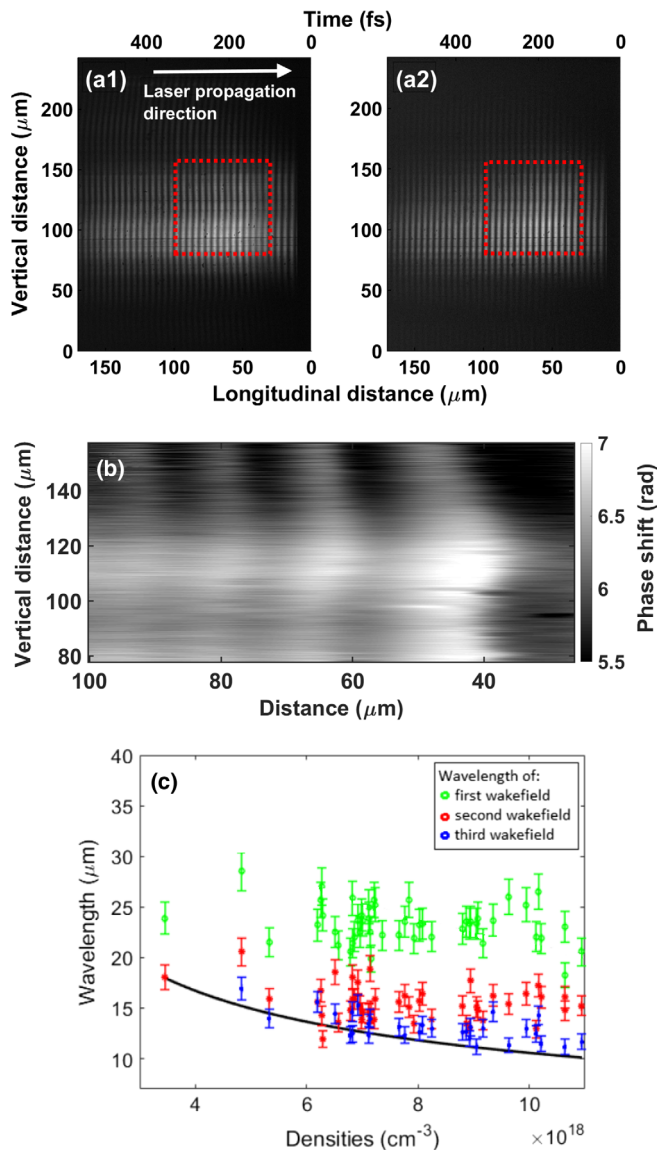 Time (fs)
400 200 0 400 200 0
(a1) (a2)
Laser propagation
direction
Vertical distance (μm)
200
150
100
50
0
150 100 50 0 150 100 50 0
Longitudinal distance (μm)
(b)
Vertical distance (μm)
140
120
100
80
100 80 60 40
Distance (μm)
7
6.5
6
5.5
Phase shift (rad)
(c)
Wavelength of:
first wakefield
second wakefield
third wakefield
Wavelength (μm)
40
35
30
25
20
15
10
4 6 8 10
Densities (cm⁻³) ×10¹⁸